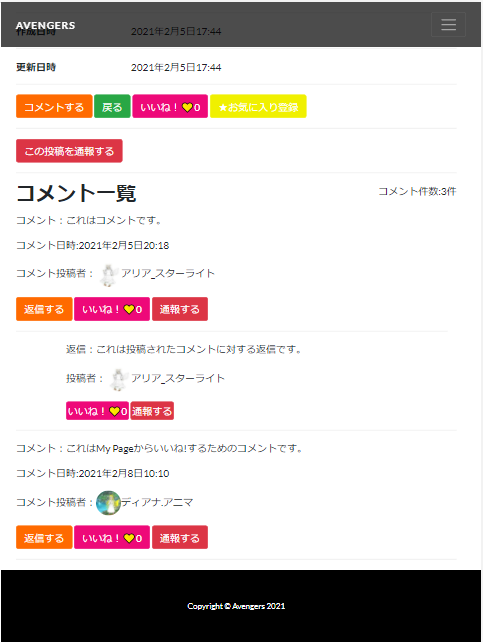 AVENGERS
作成日時 2021年2月5日17:44
更新日時 2021年2月5日17:44
コメントする 戻る いいね！💛0 ★お気に入り登録
この投稿を通報する
コメント一覧 コメント件数:3件
コメント：これはコメントです。
コメント日時:2021年2月5日20:18
コメント投稿者： アリア_スターライト
返信する いいね！💛0 通報する
返信：これは投稿されたコメントに対する返信です。
投稿者： アリア_スターライト
いいね！💛0 通報する
コメント：これはMy Pageからいいね!するためのコメントです。
コメント日時:2021年2月8日10:10
コメント投稿者： ディアナ.アニマ
返信する いいね！💛0 通報する
Copyright © Avengers 2021